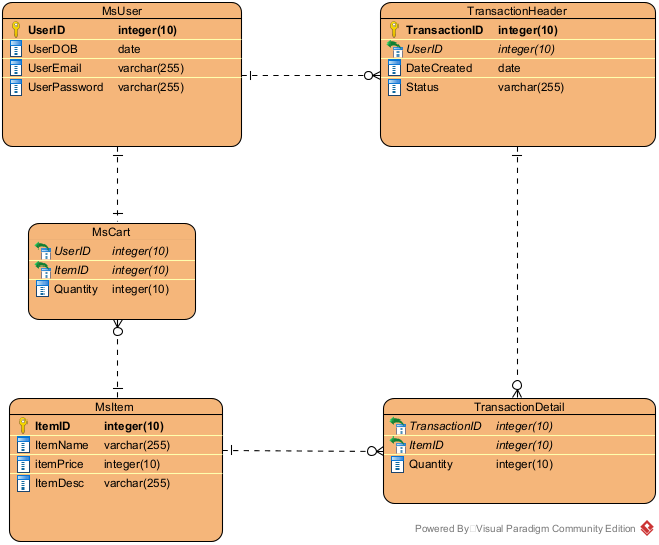 MsUser
UserID integer(10)
UserDOB date
UserEmail varchar(255)
UserPassword varchar(255)
TransactionHeader
TransactionID integer(10)
UserID integer(10)
DateCreated date
Status varchar(255)
MsCart
UserID integer(10)
ItemID integer(10)
Quantity integer(10)
MsItem
ItemID integer(10)
ItemName varchar(255)
itemPrice integer(10)
ItemDesc varchar(255)
TransactionDetail
TransactionID integer(10)
ItemID integer(10)
Quantity integer(10)
Powered By Visual Paradigm Community Edition